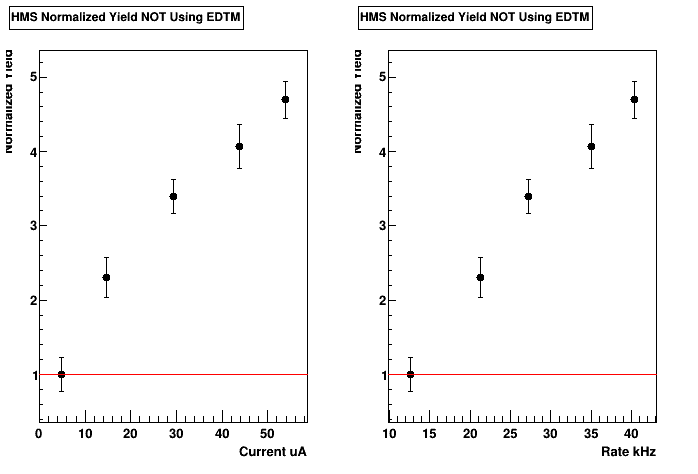 HMS Normalized Yield NOT Using EDTM
Normalized Yield
5
4
3
2
1
0 10 20 30 40 50
Current uA
HMS Normalized Yield NOT Using EDTM
Normalized Yield
5
4
3
2
1
10 15 20 25 30 35 40
Rate kHz